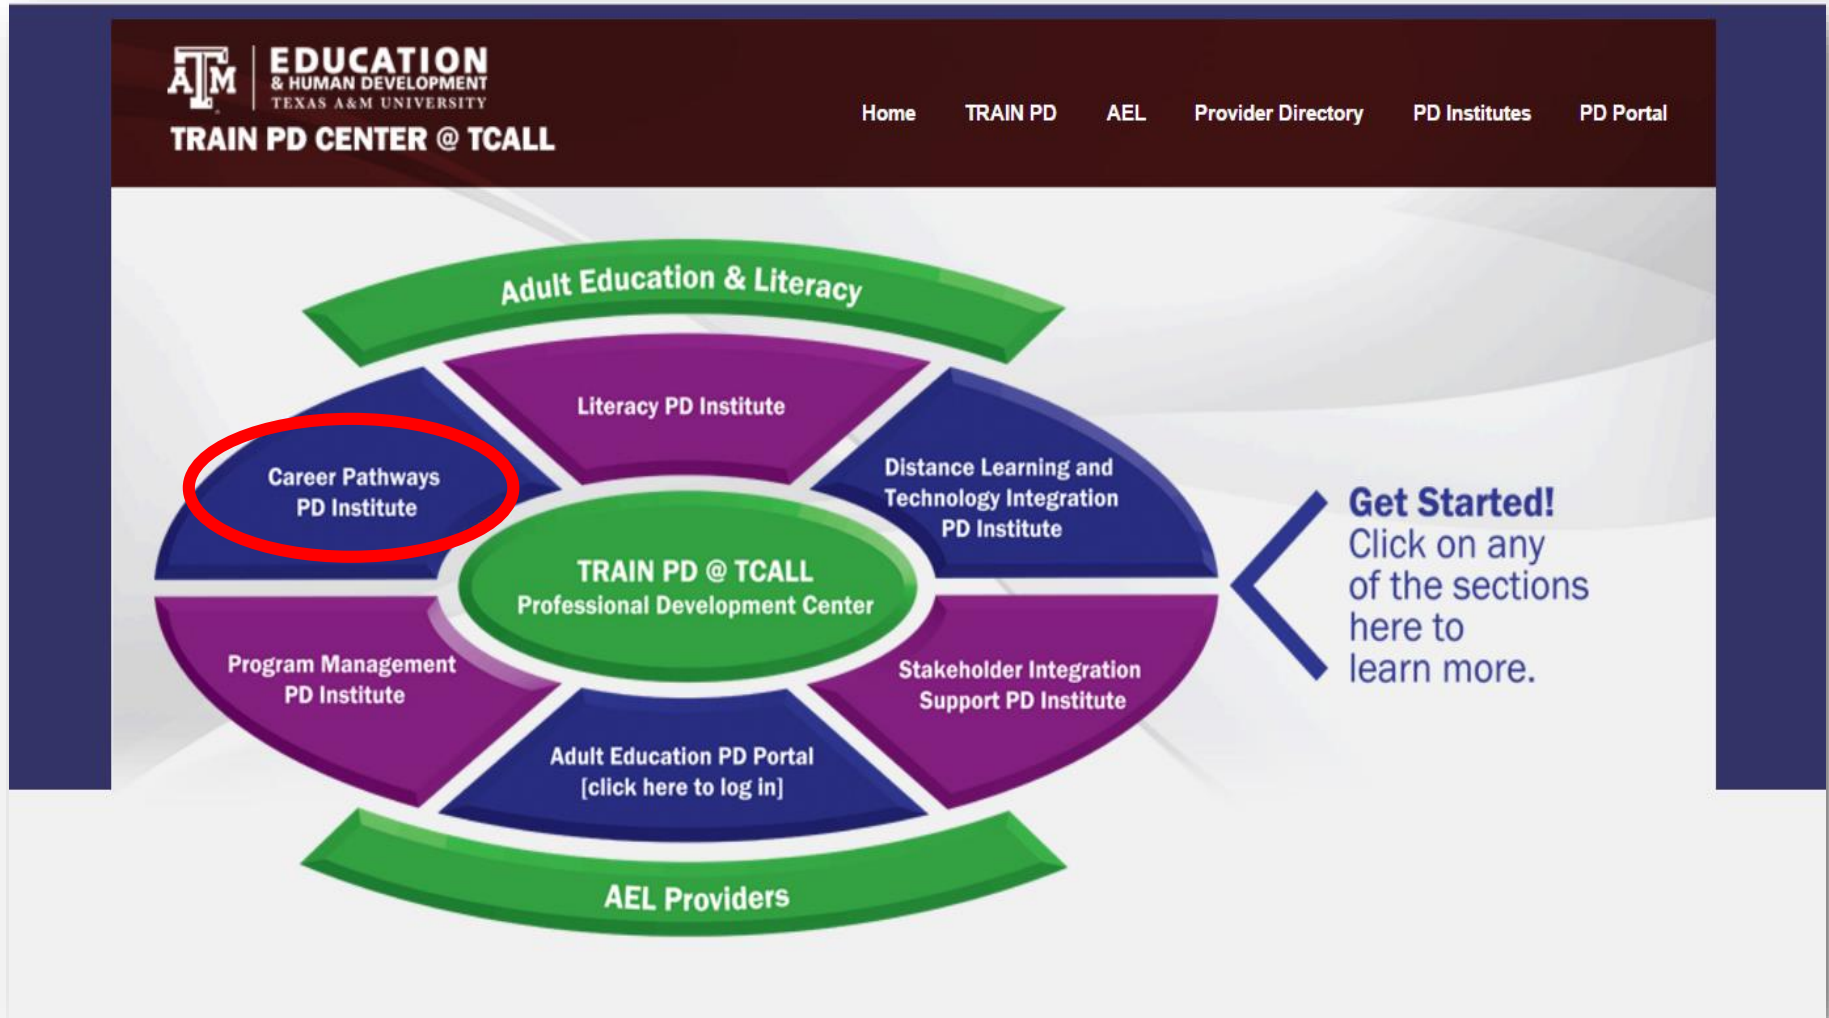 ATM
EDUCATION
& HUMAN DEVELOPMENT
TEXAS A&M UNIVERSITY
TRAIN PD CENTER @ TCALL
Home TRAIN PD AEL Provider Directory PD Institutes PD Portal
Adult Education & Literacy
Literacy PD Institute
Career Pathways
PD Institute
Distance Learning and
Technology Integration
PD Institute
TRAIN PD @ TCALL
Professional Development Center
Program Management
PD Institute
Stakeholder Integration
Support PD Institute
Adult Education PD Portal
[click here to log in]
AEL Providers
Get Started!
Click on any
of the sections
here to
learn more.